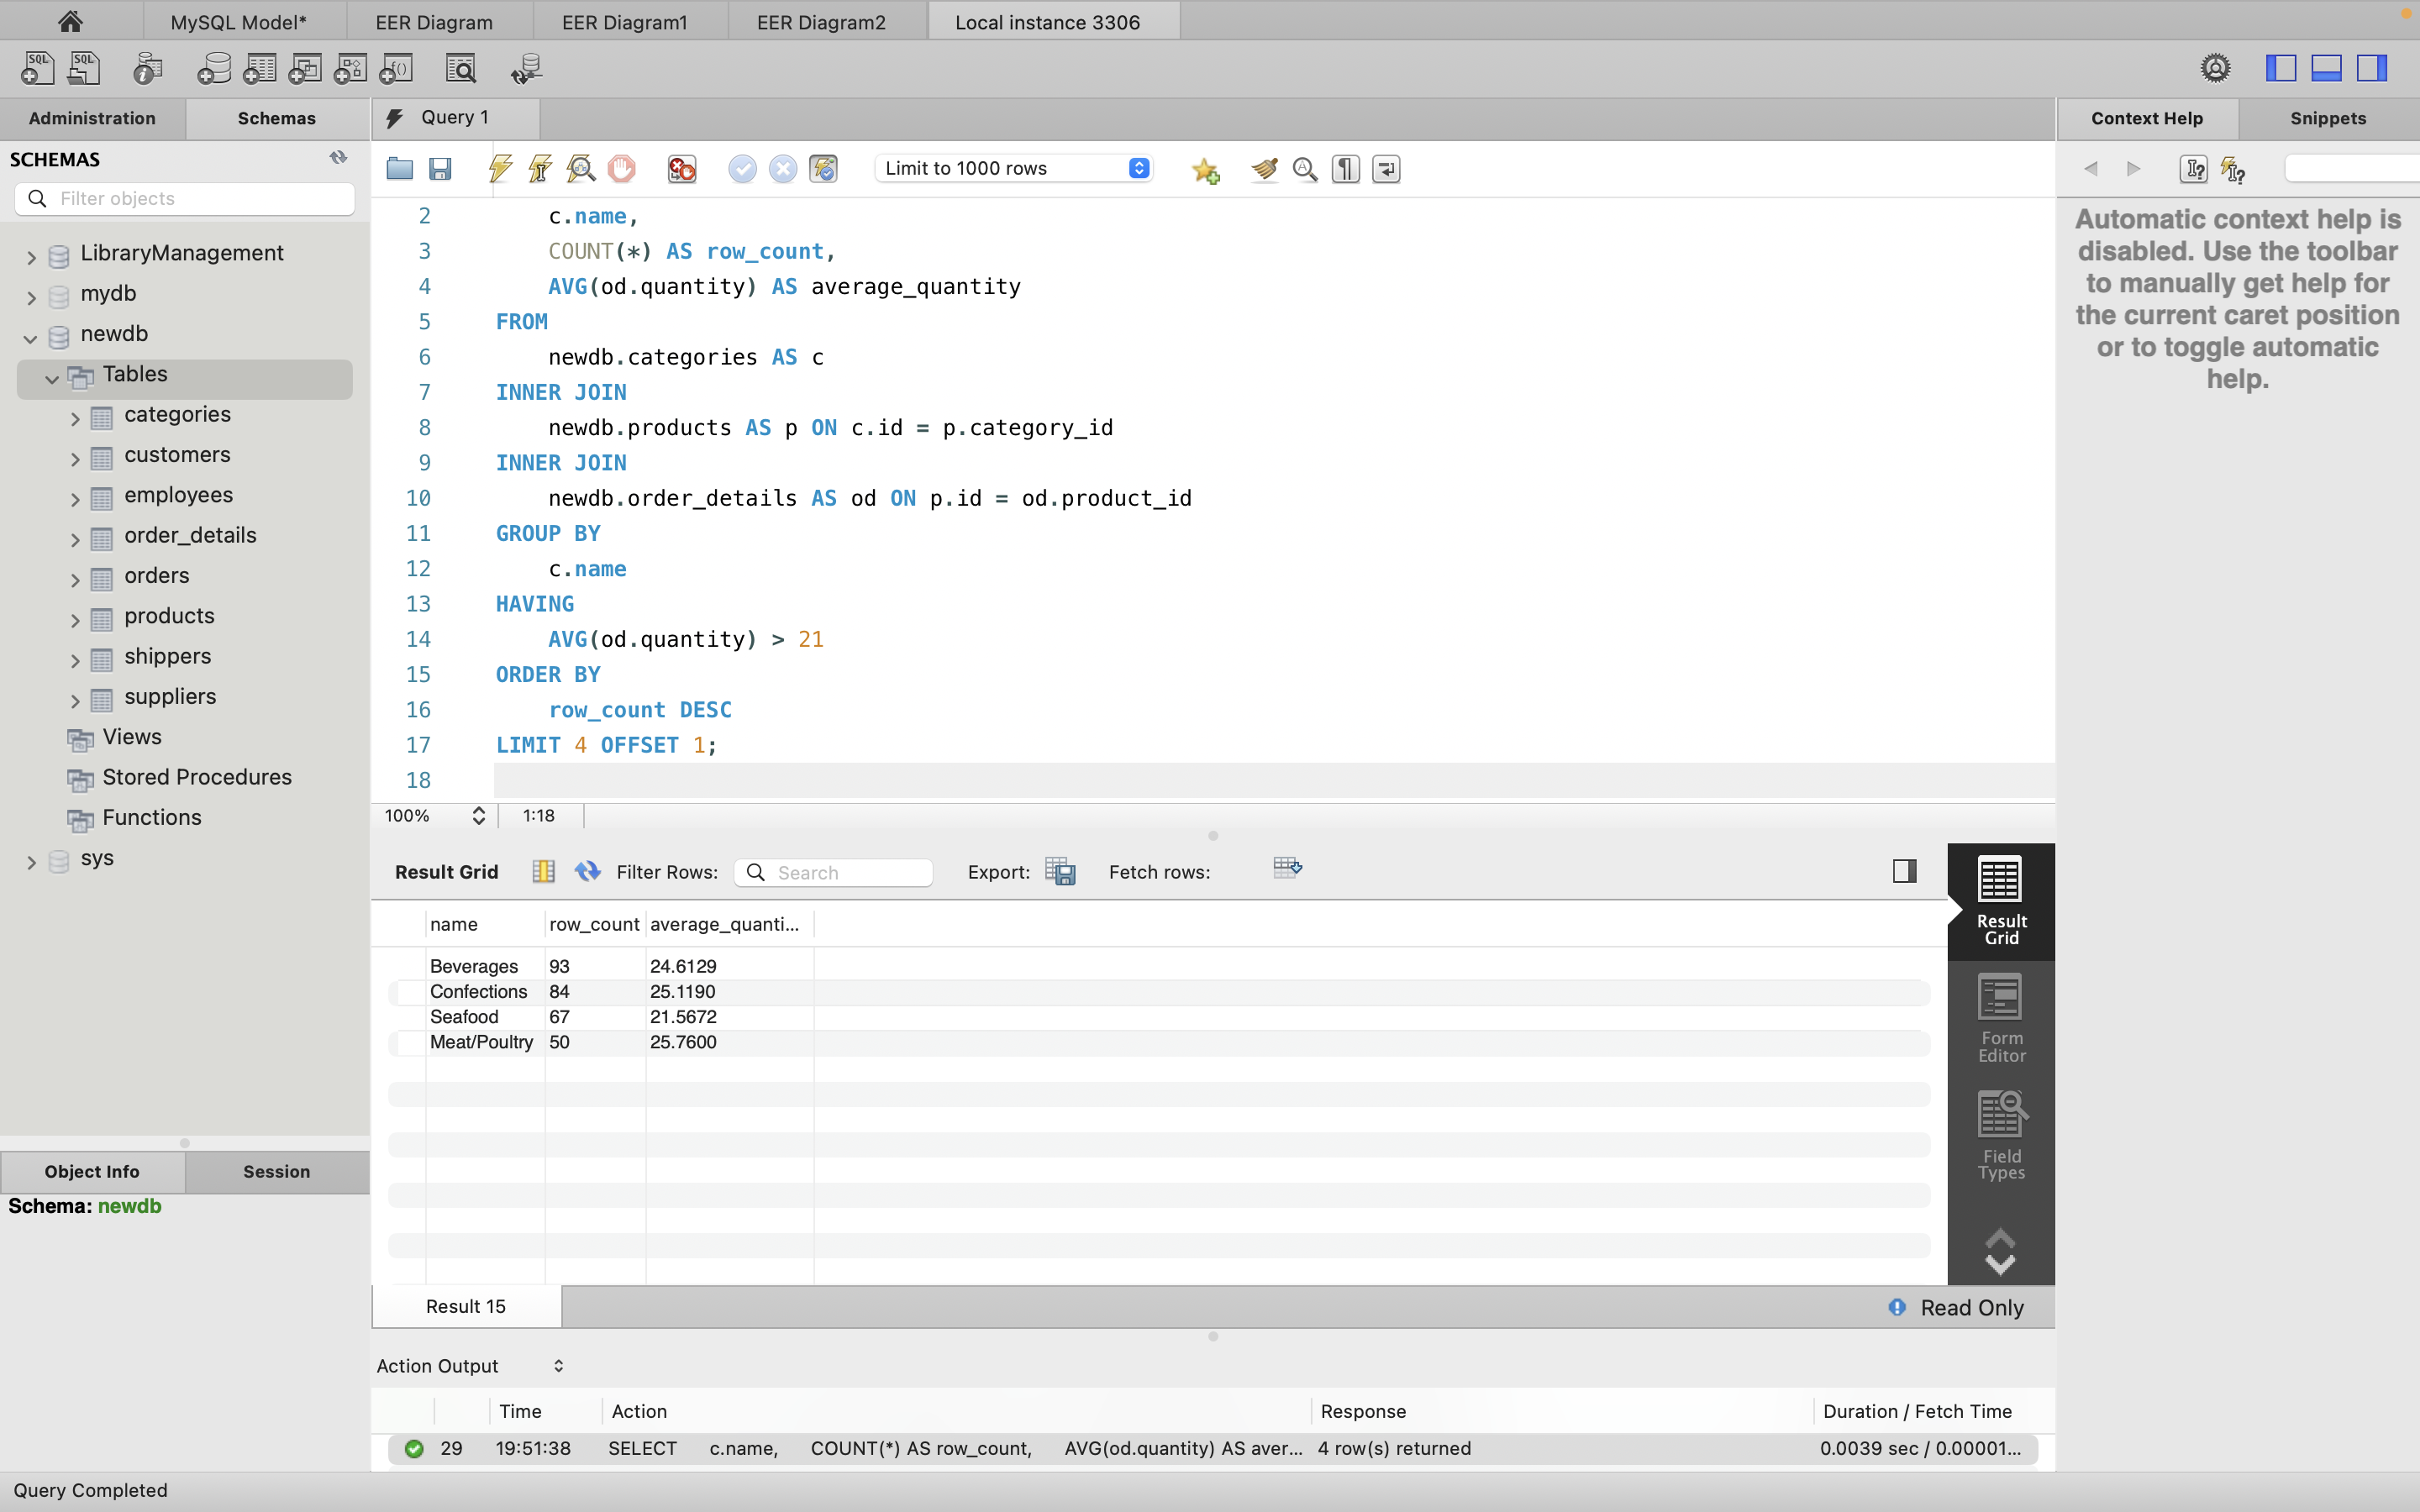 MySQL Model*
EER Diagram
EER Diagram1
EER Diagram2
Local instance 3306
SQL
SQL
Administration
Schemas
Query 1
Context Help
Snippets
SCHEMAS
Filter objects
Limit to 1000 rows
LibraryManagement
mydb
newdb
Tables
categories
customers
employees
order_details
orders
products
shippers
suppliers
Views
Stored Procedures
Functions
sys
2 c.name,
3 COUNT(*) AS row_count,
4 AVG(od.quantity) AS average_quantity
5 FROM
6 newdb.categories AS c
7 INNER JOIN
8 newdb.products AS p ON c.id = p.category_id
9 INNER JOIN
10 newdb.order_details AS od ON p.id = od.product_id
11 GROUP BY
12 c.name
13 HAVING
14 AVG(od.quantity) > 21
15 ORDER BY
16 row_count DESC
17 LIMIT 4 OFFSET 1;
18
100% 1:18
Automatic context help is
disabled. Use the toolbar
to manually get help for
the current caret position
or to toggle automatic
help.
Result Grid Filter Rows: Search Export: Fetch rows:
name row_count average_quanti...
Beverages 93 24.6129
Confections 84 25.1190
Seafood 67 21.5672
Meat/Poultry 50 25.7600
Result
Grid
Form
Editor
Field
Types
Object Info
Session
Schema: newdb
Result 15
Read Only
Action Output
Time Action Response Duration / Fetch Time
29 19:51:38 SELECT c.name, COUNT(*) AS row_count, AVG(od.quantity) AS aver... 4 row(s) returned 0.0039 sec / 0.00001...
Query Completed